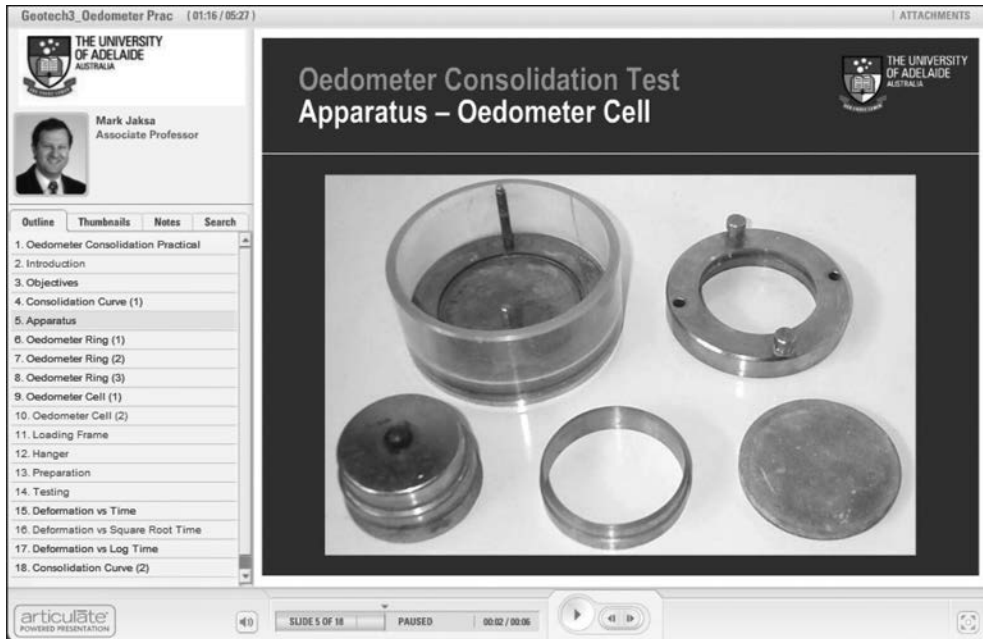 Geotech3_Oedometer Prac (01:16 / 05:27)
| ATTACHMENTS
THE UNIVERSITY
OF ADELAIDE
AUSTRALIA
Mark Jaksa
Associate Professor
Outline
Thumbnails
Notes
Search
1. Oedometer Consolidation Practical
2. Introduction
3. Objectives
4. Consolidation Curve (1)
5. Apparatus
6. Oedometer Ring (1)
7. Oedometer Ring (2)
8. Oedometer Ring (3)
9. Oedometer Cell (1)
10. Oedometer Cell (2)
11. Loading Frame
12. Hanger
13. Preparation
14. Testing
15. Deformation vs Time
16. Deformation vs Square Root Time
17. Deformation vs Log Time
18. Consolidation Curve (2)
Oedometer Consolidation Test
Apparatus – Oedometer Cell
THE UNIVERSITY
OF ADELAIDE
AUSTRALIA
articulate
POWERED PRESENTATION
SLIDE 5 OF 18
PAUSED
00:02 / 00:06